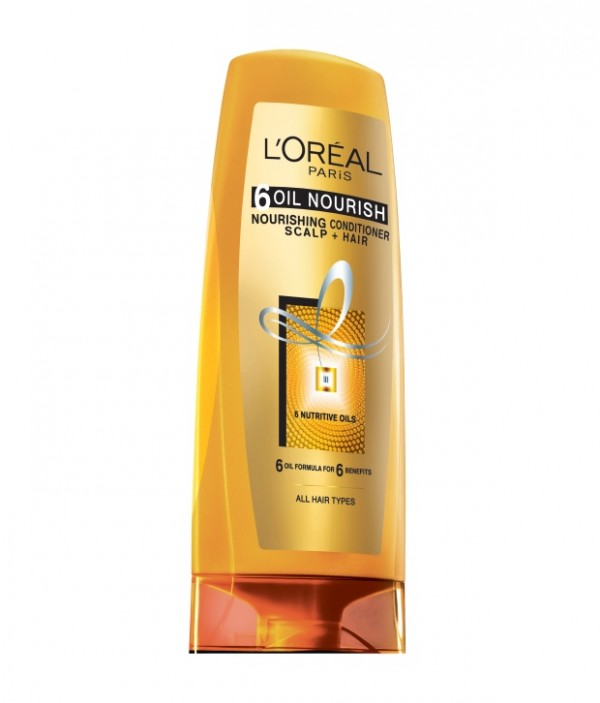 L'ORÉAL
PARiS
6 OIL NOURISH
NOURISHING CONDITIONER
SCALP + HAIR
6 NUTRITIVE OILS
6 OIL FORMULA FOR 6 BENEFITS
ALL HAIR TYPES